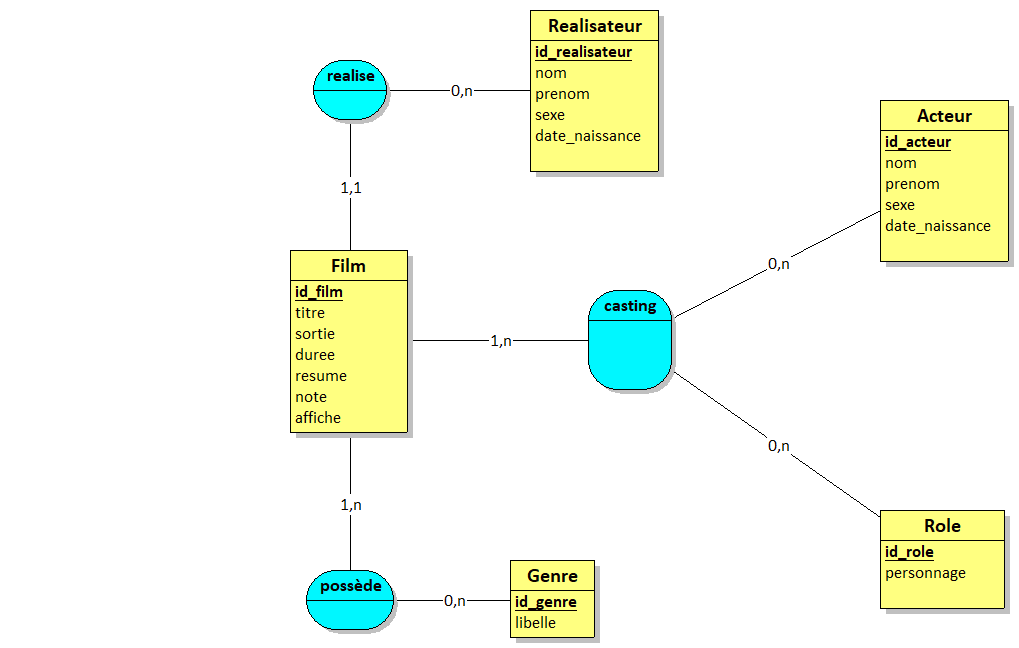 Realisateur
id_realisateur
nom
prenom
sexe
date_naissance
realise
0,n
1,1
Acteur
id_acteur
nom
prenom
sexe
date_naissance
0,n
Film
id_film
titre
sortie
duree
resume
note
affiche
1,n
casting
0,n
1,n
possède
0,n
Genre
id_genre
libelle
Role
id_role
personnage